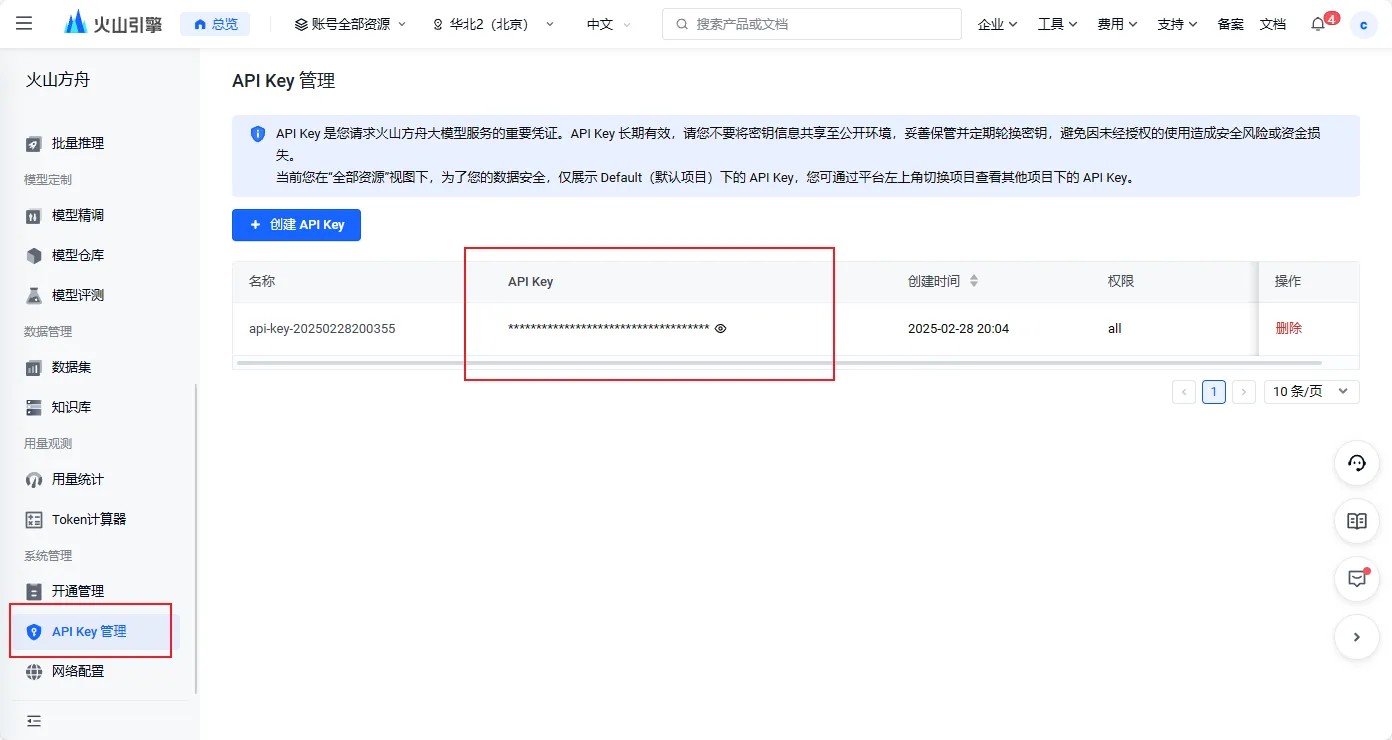 火山引擎
总览
账号全部资源
华北2（北京）
中文
搜索产品或文档
企业
工具
费用
支持
备案
文档
4
c
火山方舟
批量推理
模型定制
模型精调
模型仓库
模型评测
数据管理
数据集
知识库
用量观测
用量统计
Token计算器
系统管理
开通管理
API Key 管理
网络配置
API Key 管理
API Key 是您请求火山方舟大模型服务的重要凭证。API Key 长期有效，请您不要将密钥信息共享至公开环境，妥善保管并定期轮换密钥，避免因未经授权的使用造成安全风险或资金损
失。
当前您在“全部资源”视图下，为了您的数据安全，仅展示 Default（默认项目）下的 API Key，您可通过平台左上角切换项目查看其他项目下的 API Key。
+ 创建 API Key
名称 API Key 创建时间 权限 操作
api-key-20250228200355 ************************************ 2025-02-28 20:04 all 删除
1 10 条/页